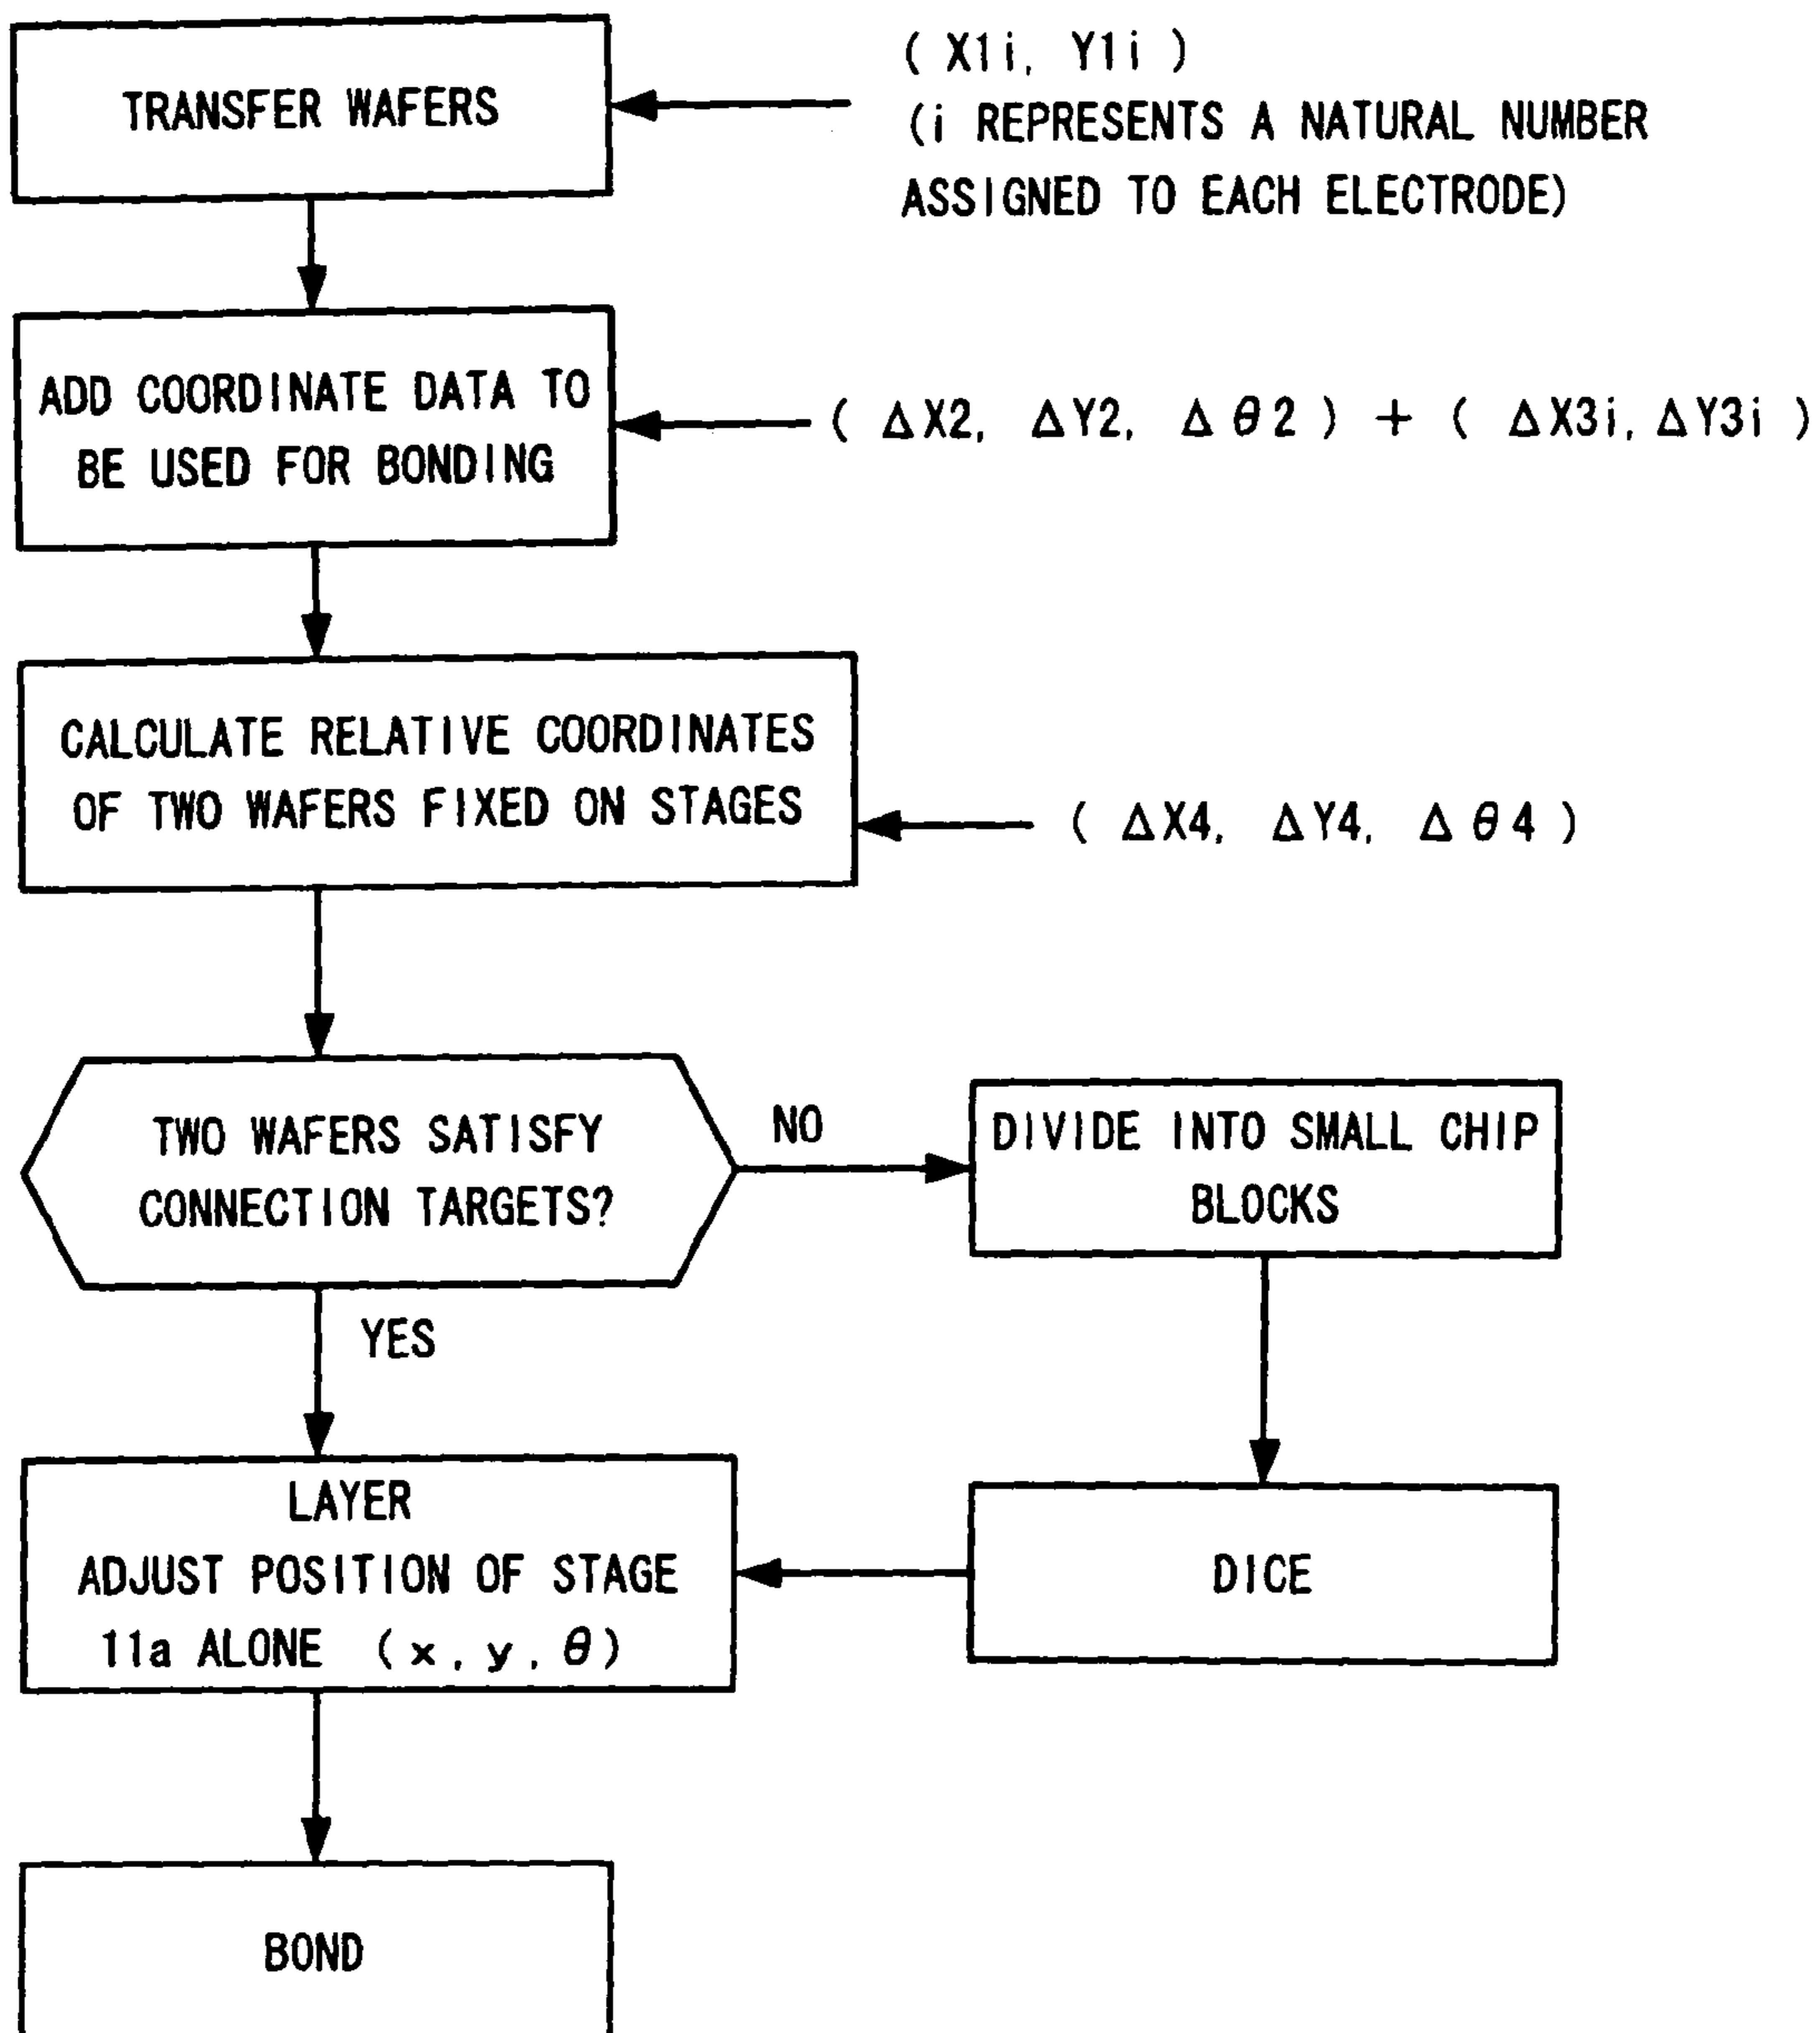 TRANSFER WAFERS
( X1i, Y1i )
(i REPRESENTS A NATURAL NUMBER
ASSIGNED TO EACH ELECTRODE)
ADD COORDINATE DATA TO
BE USED FOR BONDING
( ΔX2, ΔY2, Δθ2 ) + ( ΔX3i, ΔY3i )
CALCULATE RELATIVE COORDINATES
OF TWO WAFERS FIXED ON STAGES
( ΔX4, ΔY4, Δθ4 )
TWO WAFERS SATISFY
CONNECTION TARGETS?
NO
DIVIDE INTO SMALL CHIP
BLOCKS
YES
LAYER
ADJUST POSITION OF STAGE
11a ALONE (x, y, θ)
DICE
BOND